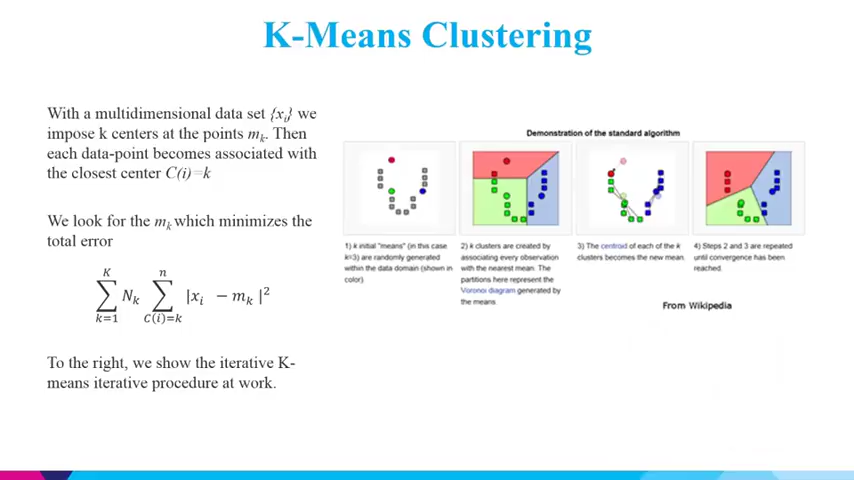 K-Means Clustering
With a multidimensional data set {xᵢ} we
impose k centers at the points mₖ. Then
each data-point becomes associated with
the closest center C(i)=k
We look for the mₖ which minimizes the
total error
K n
∑ Nₖ ∑ |xᵢ − mₖ|²
k=1 C(i)=k
To the right, we show the iterative K-
means iterative procedure at work.
Demonstration of the standard algorithm
1) k initial "means" (in this case
k=3) are randomly generated
within the data domain (shown in
color).
2) k clusters are created by
associating every observation
with the nearest mean. The
partitions here represent the
Voronoi diagram generated by
the means.
3) The centroid of each of the k
clusters becomes the new mean.
4) Steps 2 and 3 are repeated
until convergence has been
reached.
From Wikipedia